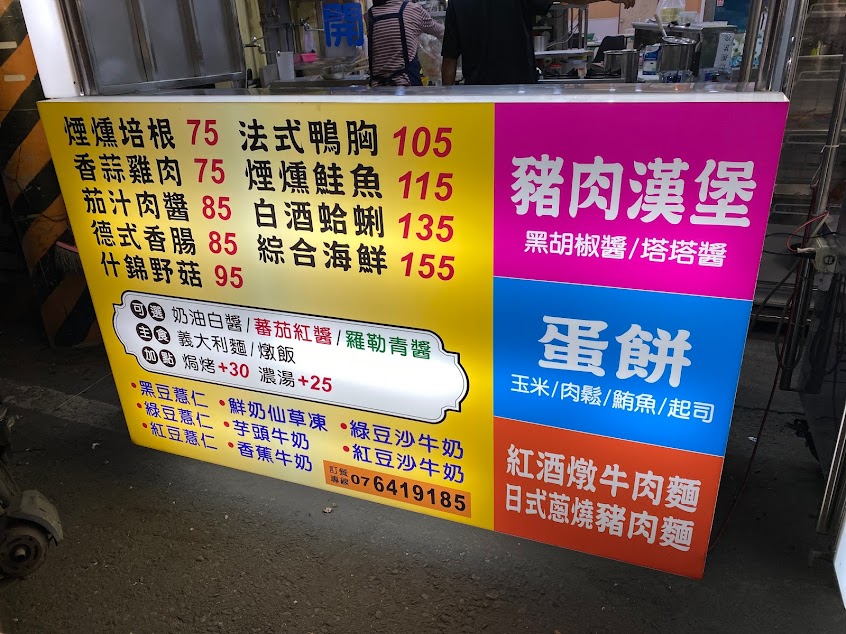 開
煙燻培根 75
香蒜雞肉 75
茄汁肉醬 85
德式香腸 85
什錦野菇 95
法式鴨胸 105
煙燻鮭魚 115
白酒蛤蜊 135
綜合海鮮 155
可選 奶油白醬/蕃茄紅醬/羅勒青醬
主食 義大利麵/燉飯
加點 焗烤+30 濃湯+25
•黑豆薏仁
•綠豆薏仁
•紅豆薏仁
•鮮奶仙草凍
•芋頭牛奶
•香蕉牛奶
•綠豆沙牛奶
•紅豆沙牛奶
訂餐
專線 07 6419185
豬肉漢堡
黑胡椒醬/塔塔醬
蛋餅
玉米/肉鬆/鮪魚/起司
紅酒燉牛肉麵
日式蔥燒豬肉麵